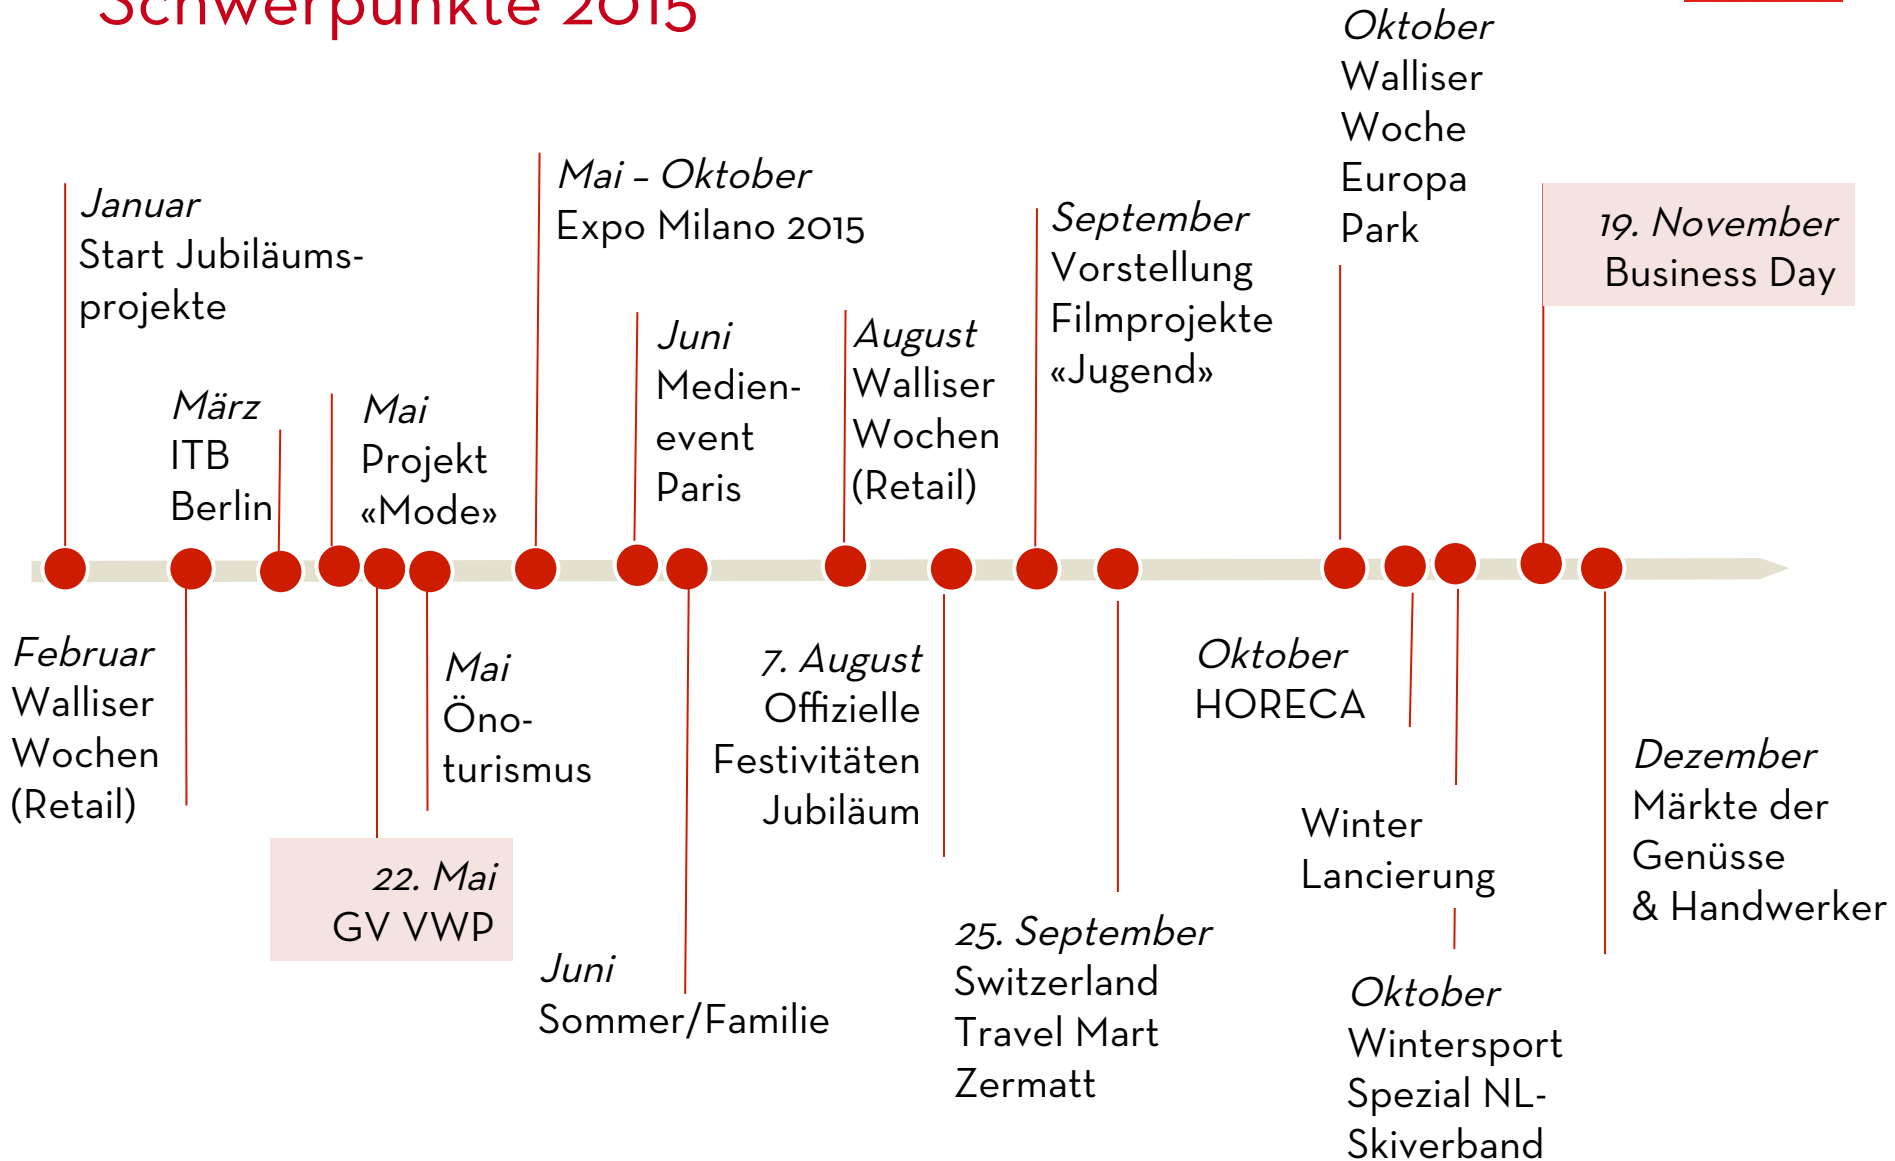 Schwerpunkte 2015
Januar
Start Jubiläums-
projekte
Februar
Walliser
Wochen
(Retail)
März
ITB
Berlin
Mai
Projekt
«Mode»
22. Mai
GV VWP
Mai
Öno-
turismus
Mai – Oktober
Expo Milano 2015
Juni
Medien-
event
Paris
Juni
Sommer/Familie
August
Walliser
Wochen
(Retail)
7. August
Offizielle
Festivitäten
Jubiläum
September
Vorstellung
Filmprojekte
«Jugend»
25. September
Switzerland
Travel Mart
Zermatt
Oktober
Walliser
Woche
Europa
Park
Oktober
HORECA
Winter
Lancierung
Oktober
Wintersport
Spezial NL-
Skiverband
19. November
Business Day
Dezember
Märkte der
Genüsse
& Handwerker